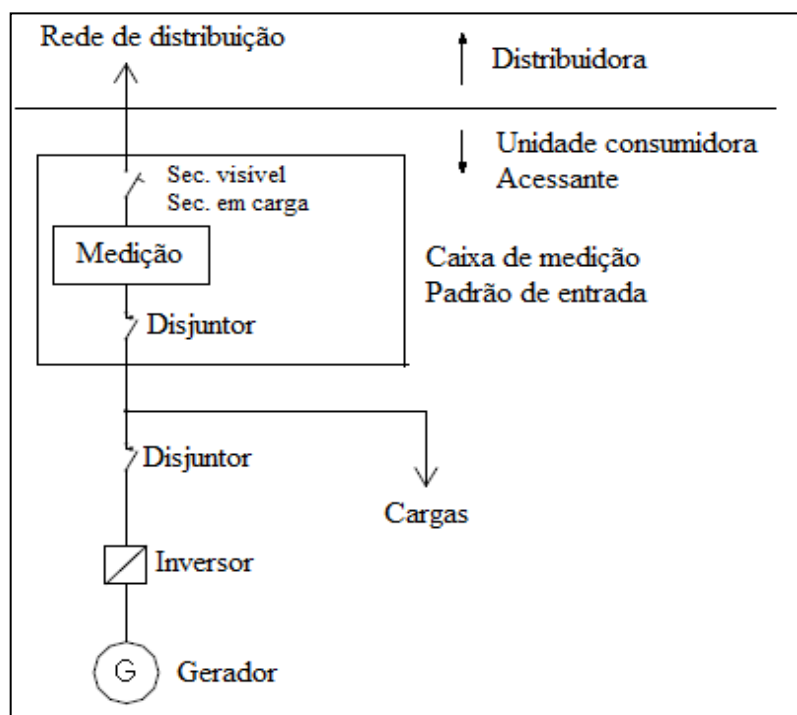 Rede de distribuição
Distribuidora
Unidade consumidora
Acessante
Sec. visível
Sec. em carga
Medição
Caixa de medição
Padrão de entrada
Disjuntor
Disjuntor
Cargas
Inversor
G
Gerador